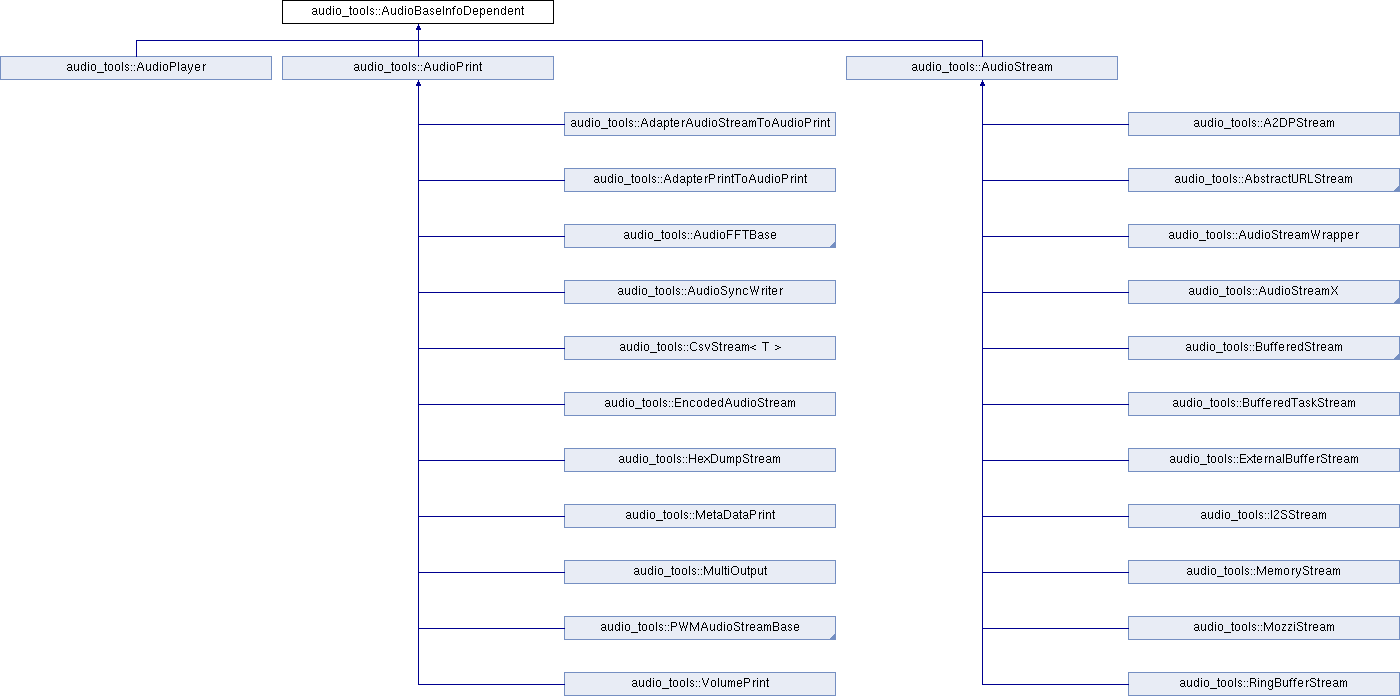 audio_tools::AudioBaseInfoDependent
audio_tools::AudioPlayer
audio_tools::AudioPrint
audio_tools::AudioStream
audio_tools::AdapterAudioStreamToAudioPrint
audio_tools::A2DPStream
audio_tools::AdapterPrintToAudioPrint
audio_tools::AbstractURLStream
audio_tools::AudioFFTBase
audio_tools::AudioStreamWrapper
audio_tools::AudioSyncWriter
audio_tools::AudioStreamX
audio_tools::CsvStream< T >
audio_tools::BufferedStream
audio_tools::EncodedAudioStream
audio_tools::BufferedTaskStream
audio_tools::HexDumpStream
audio_tools::ExternalBufferStream
audio_tools::MetaDataPrint
audio_tools::I2SStream
audio_tools::MultiOutput
audio_tools::MemoryStream
audio_tools::PWMAudioStreamBase
audio_tools::MozziStream
audio_tools::VolumePrint
audio_tools::RingBufferStream